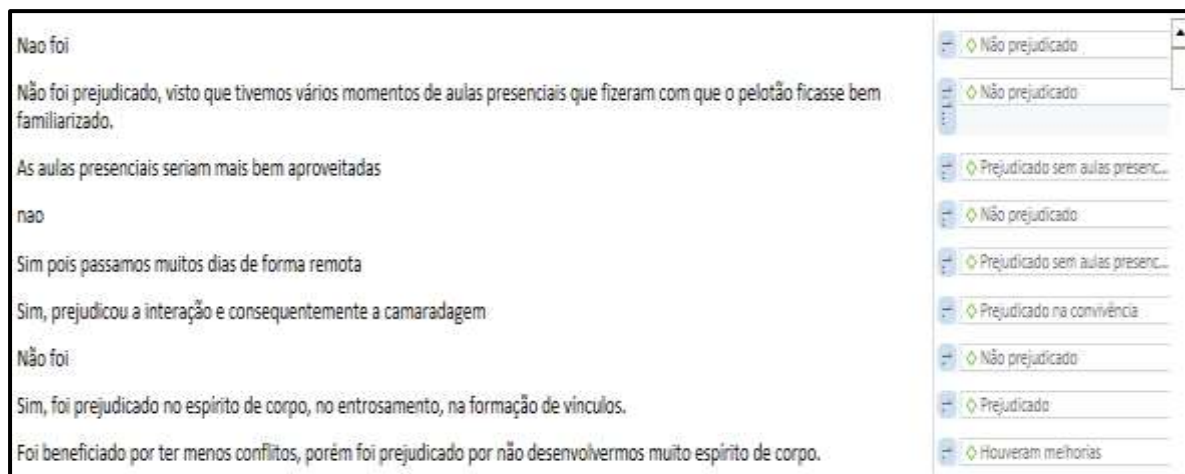 Nao foi
Não prejudicado
Não foi prejudicado, visto que tivemos vários momentos de aulas presenciais que fizeram com que o pelotão ficasse bem
familiarizado.
Não prejudicado
As aulas presenciais seriam mais bem aproveitadas
Prejudicado sem aulas presenc...
nao
Não prejudicado
Sim pois passamos muitos dias de forma remota
Prejudicado sem aulas presenc...
Sim, prejudicou a interação e consequentemente a camaradagem
Prejudicado na convivência
Não foi
Não prejudicado
Sim, foi prejudicado no espírito de corpo, no entrosamento, na formação de vínculos.
Prejudicado
Foi beneficiado por ter menos conflitos, porém foi prejudicado por não desenvolvermos muito espírito de corpo.
Houveram melhorias